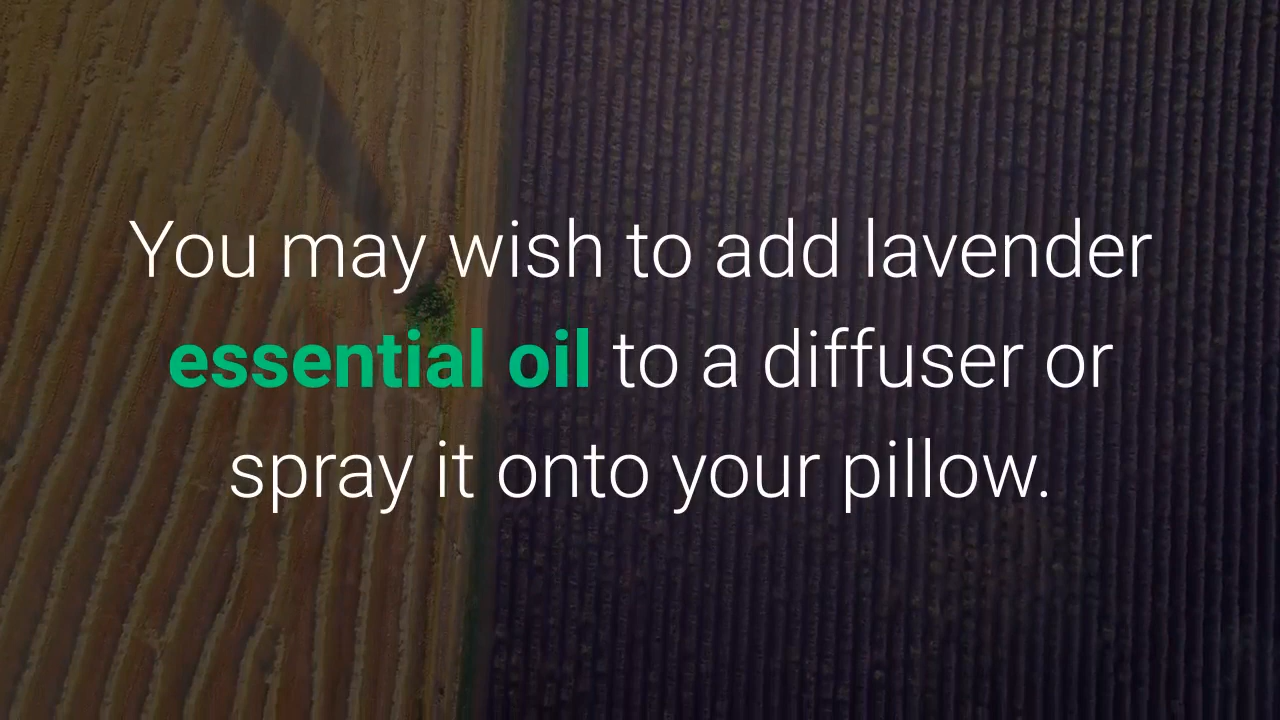 You may wish to add lavender
essential oil to a diffuser or
spray it onto your pillow.